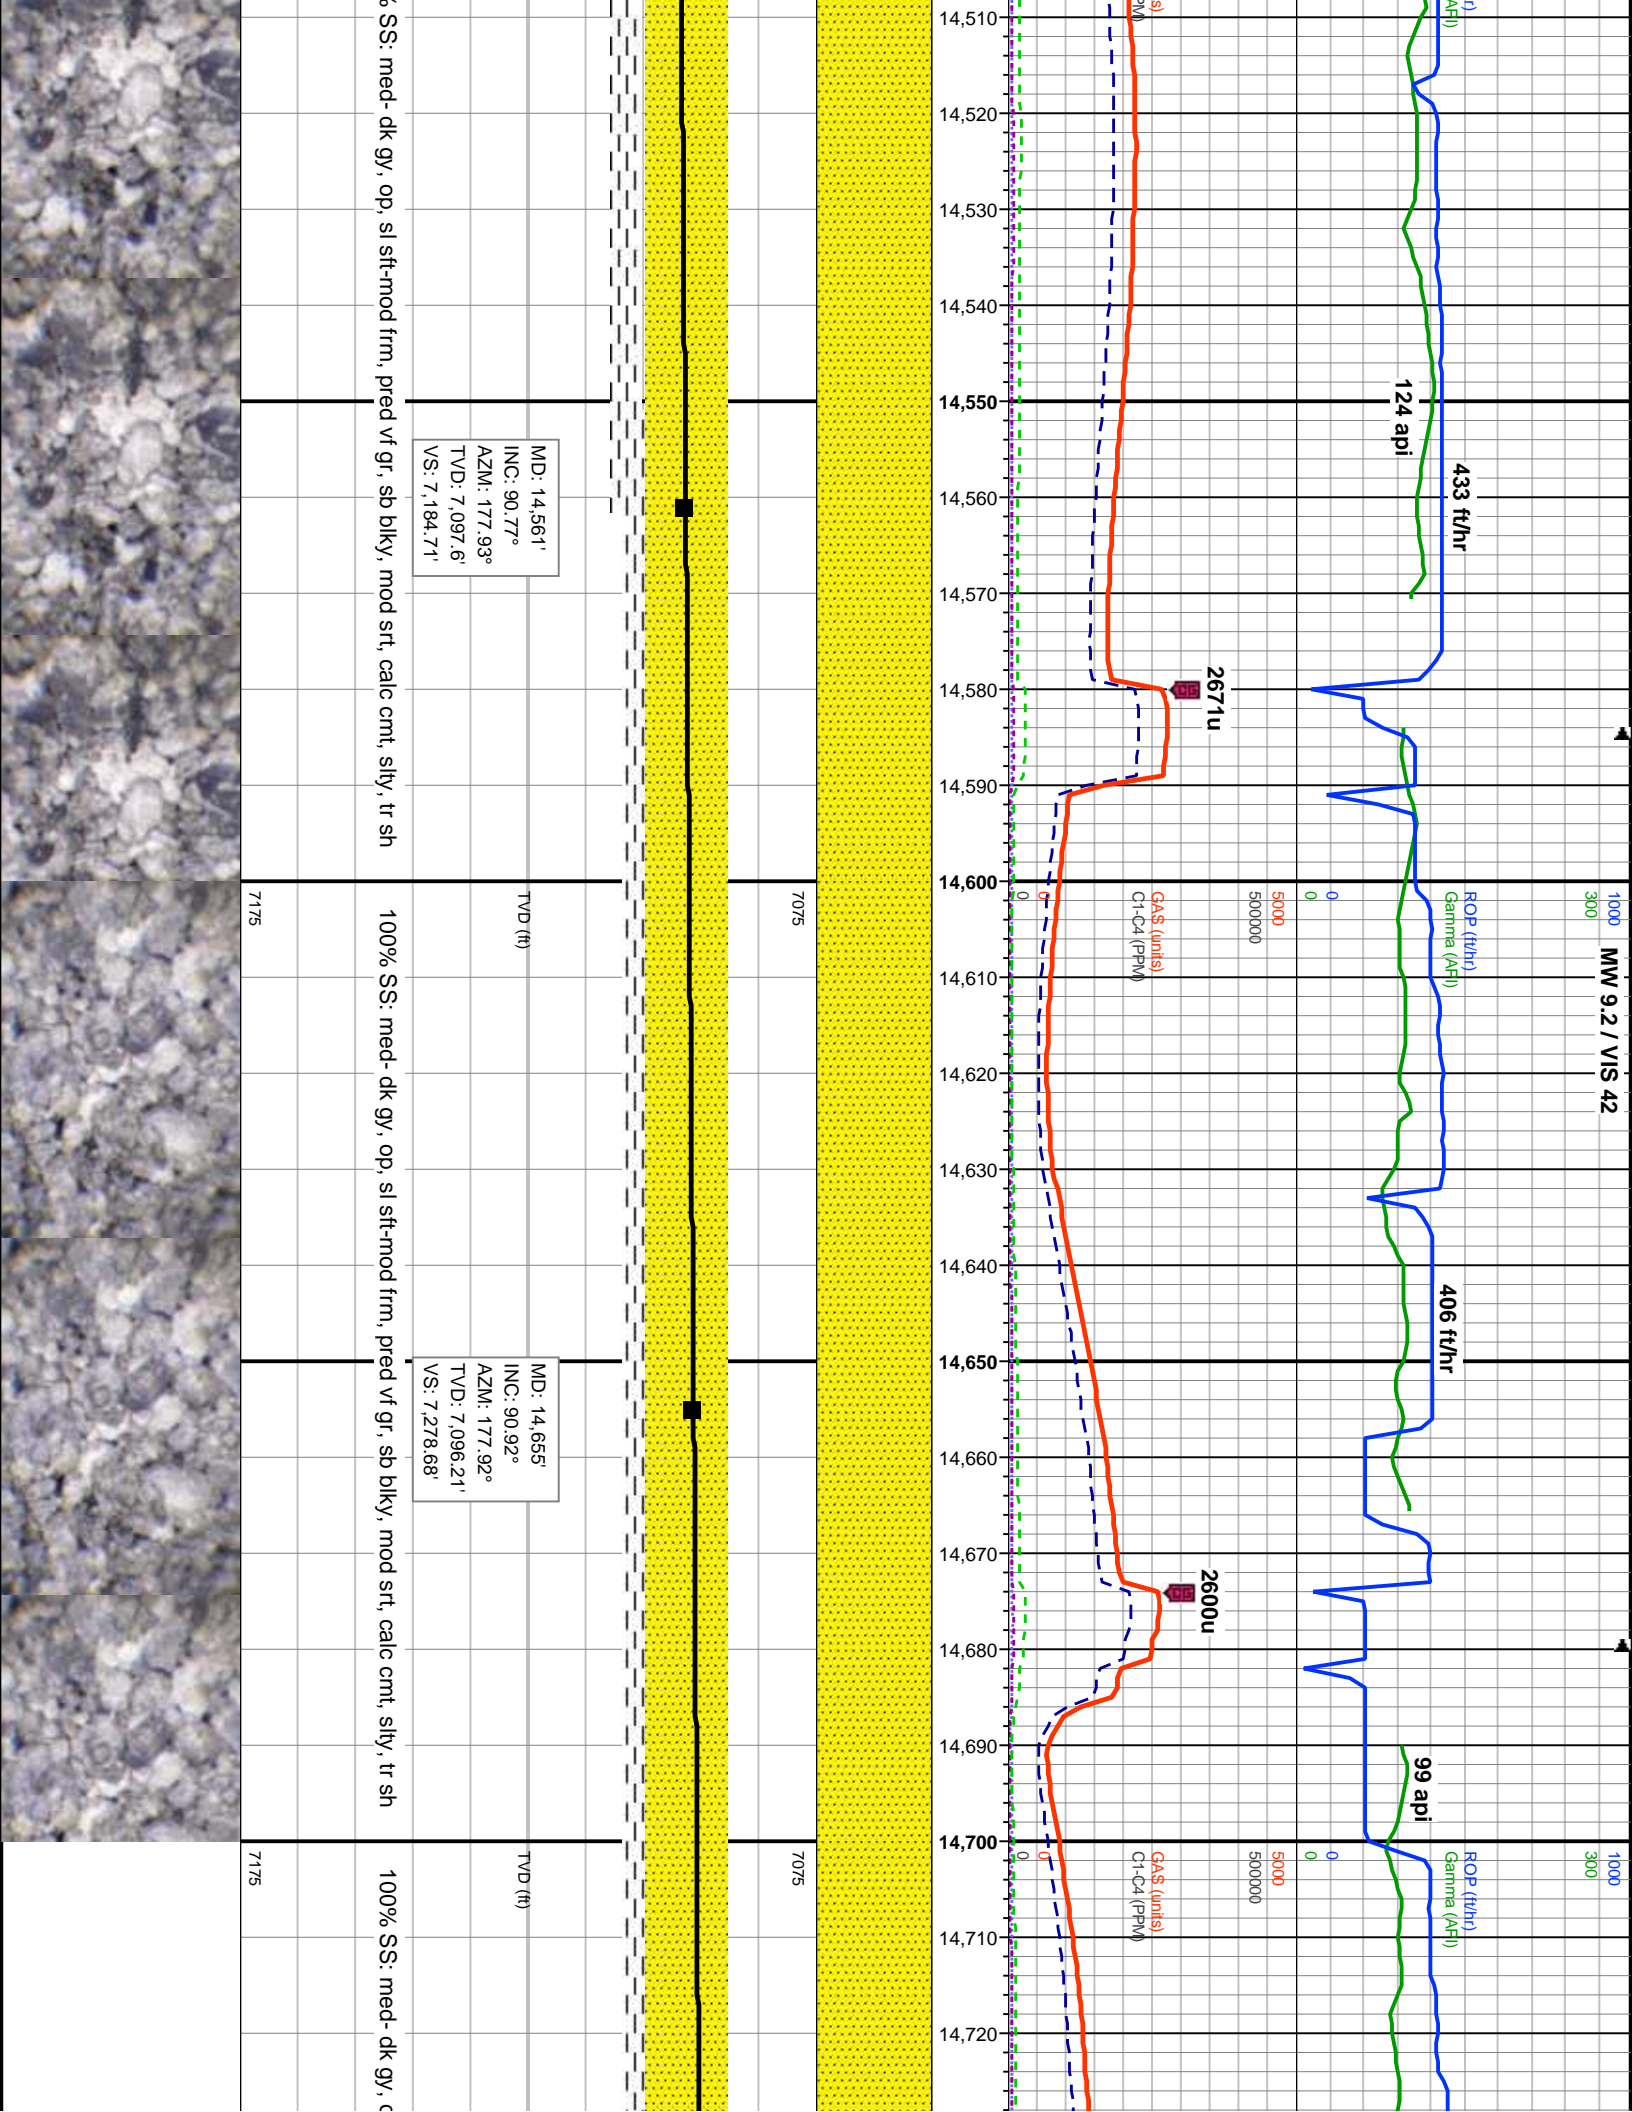 r)
API)
s)
PM)
MW 9.2 / VIS 42
433 ft/hr
124 api
406 ft/hr
99 api
2671u
2600u
CG
CG
1000
300
ROP (ft/hr)
Gamma (API)
0
0
5000
500000
GAS (units)
C1-C4 (PPM)
0
0
1000
300
ROP (ft/hr)
Gamma (API)
0
0
5000
500000
GAS (units)
C1-C4 (PPM)
0
0
14,510
14,520
14,530
14,540
14,550
14,560
14,570
14,580
14,590
14,600
14,610
14,620
14,630
14,640
14,650
14,660
14,670
14,680
14,690
14,700
14,710
14,720
7075
TVD (ft)
7175
7075
TVD (ft)
7175
MD: 14,561'
INC: 90.77°
AZM: 177.93°
TVD: 7,097.6'
VS: 7,184.71'
MD: 14,655'
INC: 90.92°
AZM: 177.92°
TVD: 7,096.21'
VS: 7,278.68'
% SS: med- dk gy, op, sl sft-mod frm, pred vf gr, sb blky, mod srt, calc cmt, slty, tr sh
100% SS: med- dk gy, op, sl sft-mod frm, pred vf gr, sb blky, mod srt, calc cmt, slty, tr sh
100% SS: med- dk gy, o